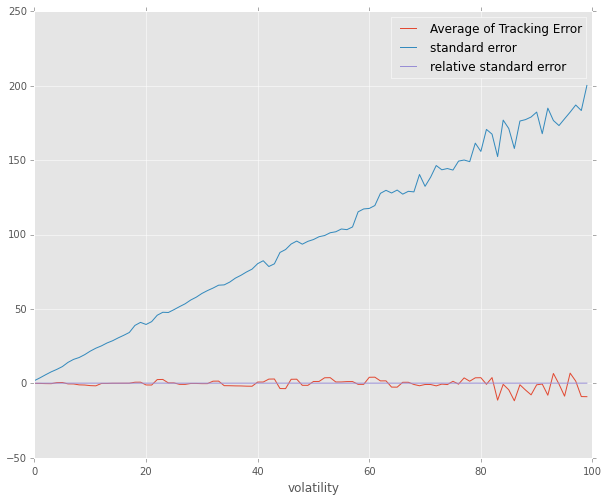 250
200
150
100
50
0
−50
0 20 40 60 80 100
volatility
Average of Tracking Error
standard error
relative standard error